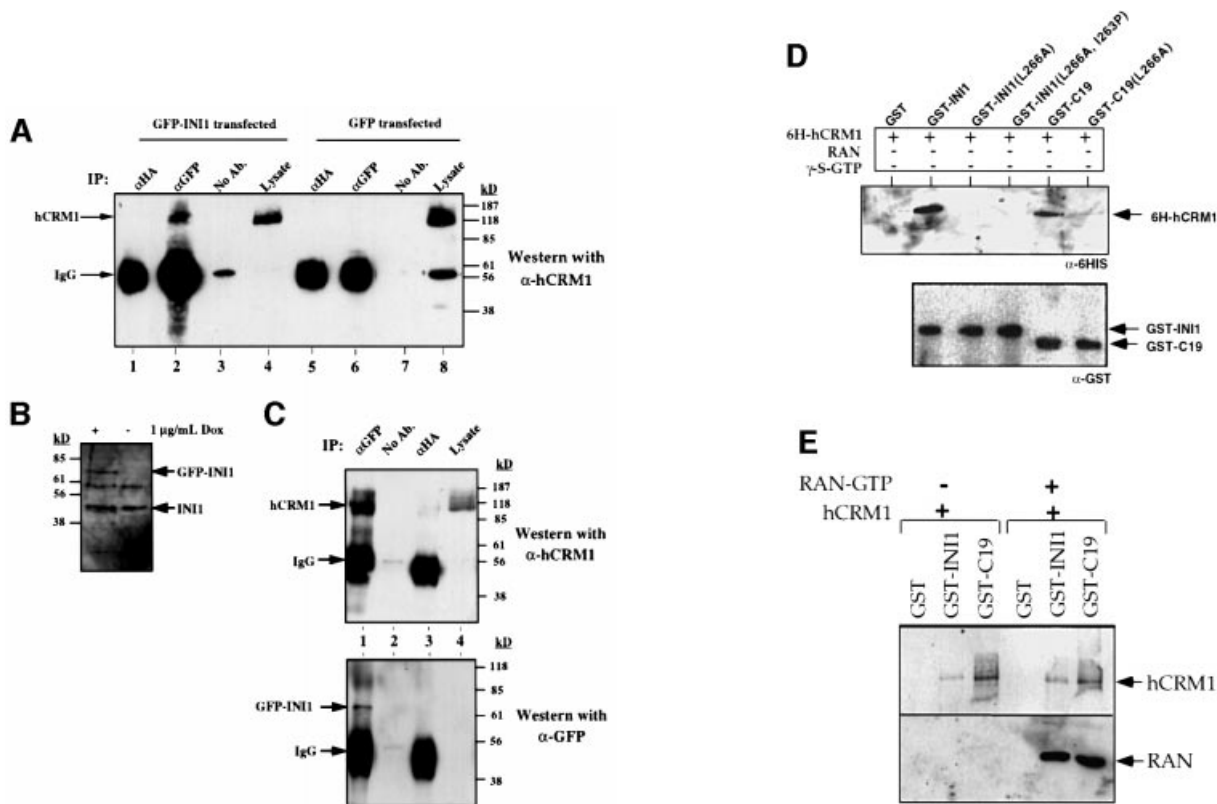 A
GFP-INI1 transfected
GFP transfected
IP:
αHA
αGFP
No Ab.
Lysate
αHA
αGFP
No Ab.
Lysate
kD
hCRM1
187
118
85
IgG
61
56
38
Western with
α-hCRM1
1 2 3 4 5 6 7 8
B
kD
+ - 1 µg/mL Dox
85
61
56
38
GFP-INI1
INI1
C
IP:
αGFP
No Ab.
αHA
Lysate
kD
hCRM1
187
118
85
IgG
61
56
38
Western with
α-hCRM1
1 2 3 4
kD
118
85
GFP-INI1
61
56
IgG
38
Western with
α-GFP
D
GST
GST-INI1
GST-INI1(L266A)
GST-INI1(L266A, I263P)
GST-C19
GST-C19(L266A)
6H-hCRM1 + + + + + +
RAN - - - - - -
γ-S-GTP - - - - - -
6H-hCRM1
α-6HIS
GST-INI1
GST-C19
α-GST
E
RAN-GTP - +
hCRM1 + +
GST
GST-INI1
GST-C19
GST
GST-INI1
GST-C19
hCRM1
RAN